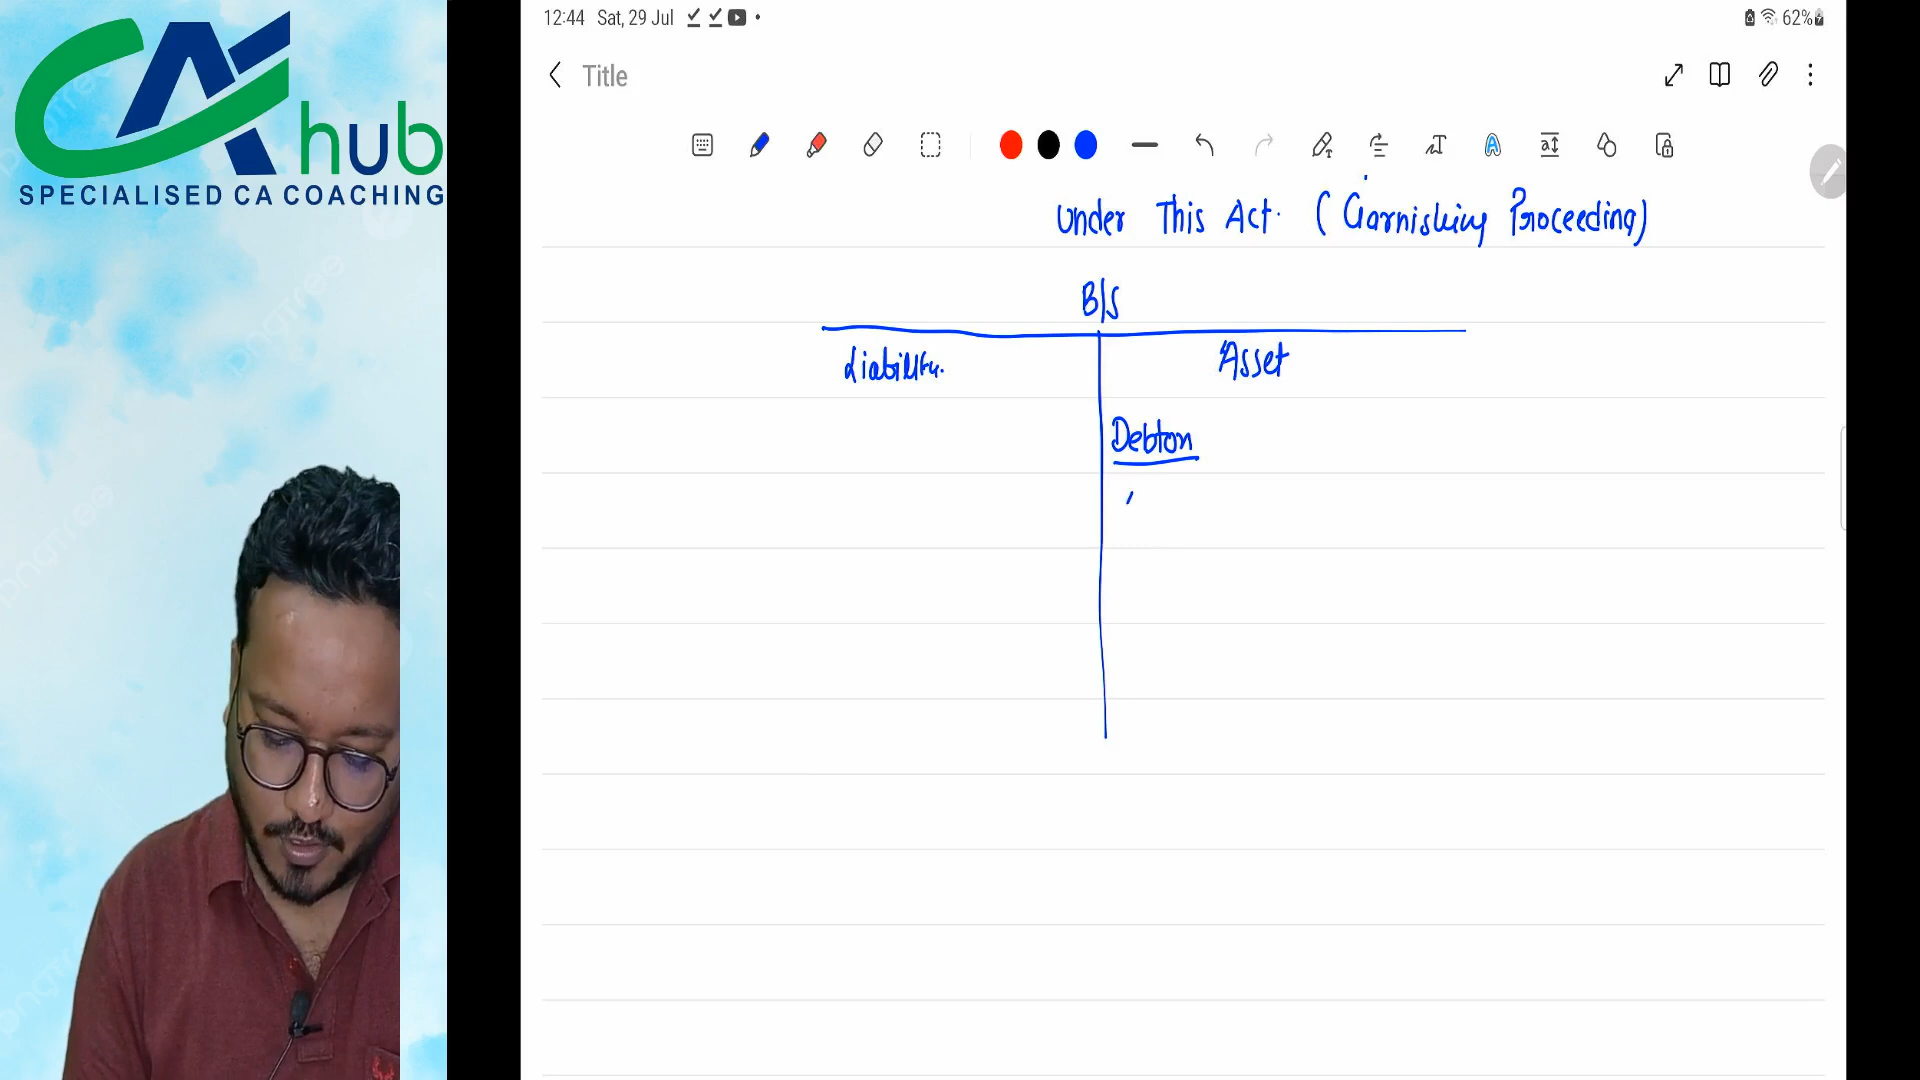 CA hub
SPECIALISED CA COACHING
12:44 Sat, 29 Jul
62%
Title
Under This Act. (Garnishing Proceeding)
B/S
Liability.
Asset
Debtors